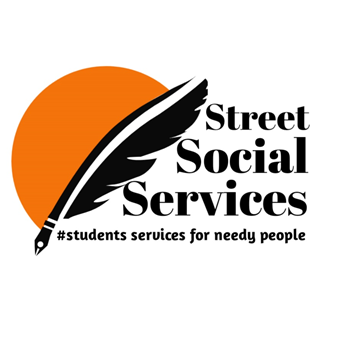 Street
Social
Services
#students services for needy people